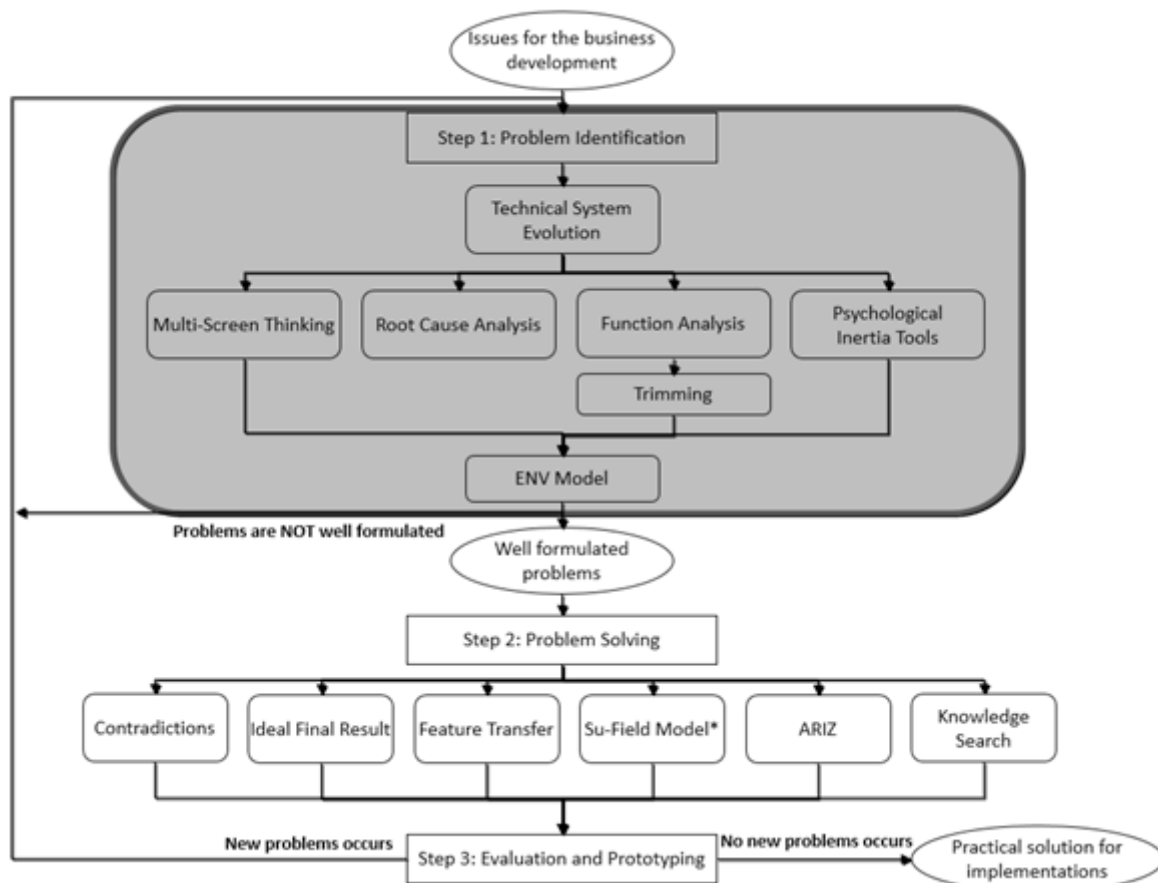 Issues for the business
development
Step 1: Problem Identification
Technical System
Evolution
Multi-Screen Thinking
Root Cause Analysis
Function Analysis
Psychological
Inertia Tools
Trimming
ENV Model
Problems are NOT well formulated
Well formulated
problems
Step 2: Problem Solving
Contradictions
Ideal Final Result
Feature Transfer
Su-Field Model*
ARIZ
Knowledge
Search
New problems occurs
Step 3: Evaluation and Prototyping
No new problems occurs
Practical solution for
implementations